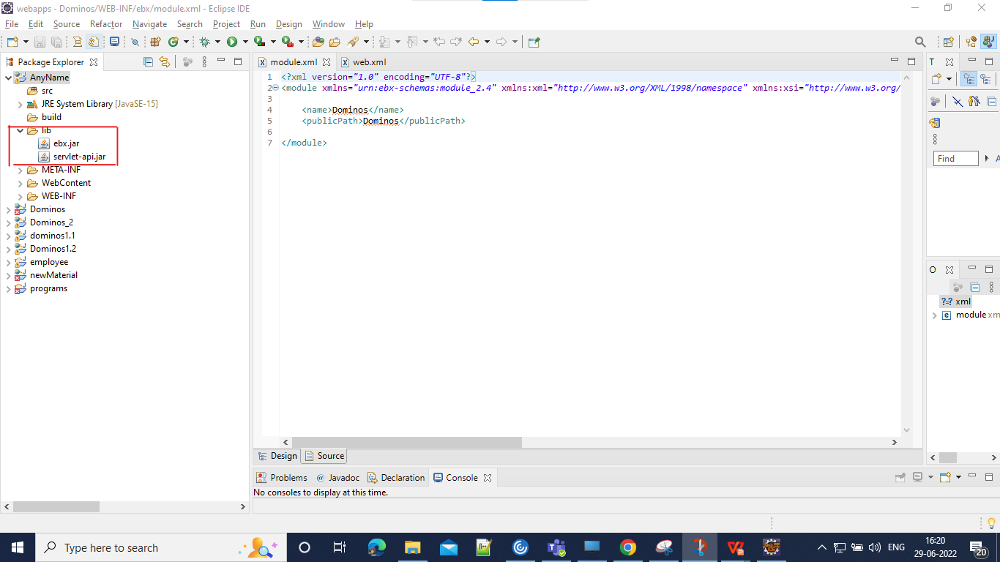 webapps - Dominos/WEB-INF/ebx/module.xml - Eclipse IDE
File Edit Source Refactor Navigate Search Project Run Design Window Help
Package Explorer
AnyName
src
JRE System Library [JavaSE-15]
build
lib
ebx.jar
servlet-api.jar
META-INF
WebContent
WEB-INF
Dominos
Dominos_2
dominos1.1
Dominos1.2
employee
newMaterial
programs
module.xml web.xml
1 <?xml version="1.0" encoding="UTF-8"?>
2 <module xmlns="urn:ebx-schemas:module_2.4" xmlns:xml="http://www.w3.org/XML/1998/namespace" xmlns:xsi="http://www.w3.org/
3
4 <name>Dominos</name>
5 <publicPath>Dominos</publicPath>
6
7 </module>
Design Source
Problems @ Javadoc Declaration Console
No consoles to display at this time.
T
Find A
O
?=? xml
e module xm
Type here to search
ENG
16:20
29-06-2022
20